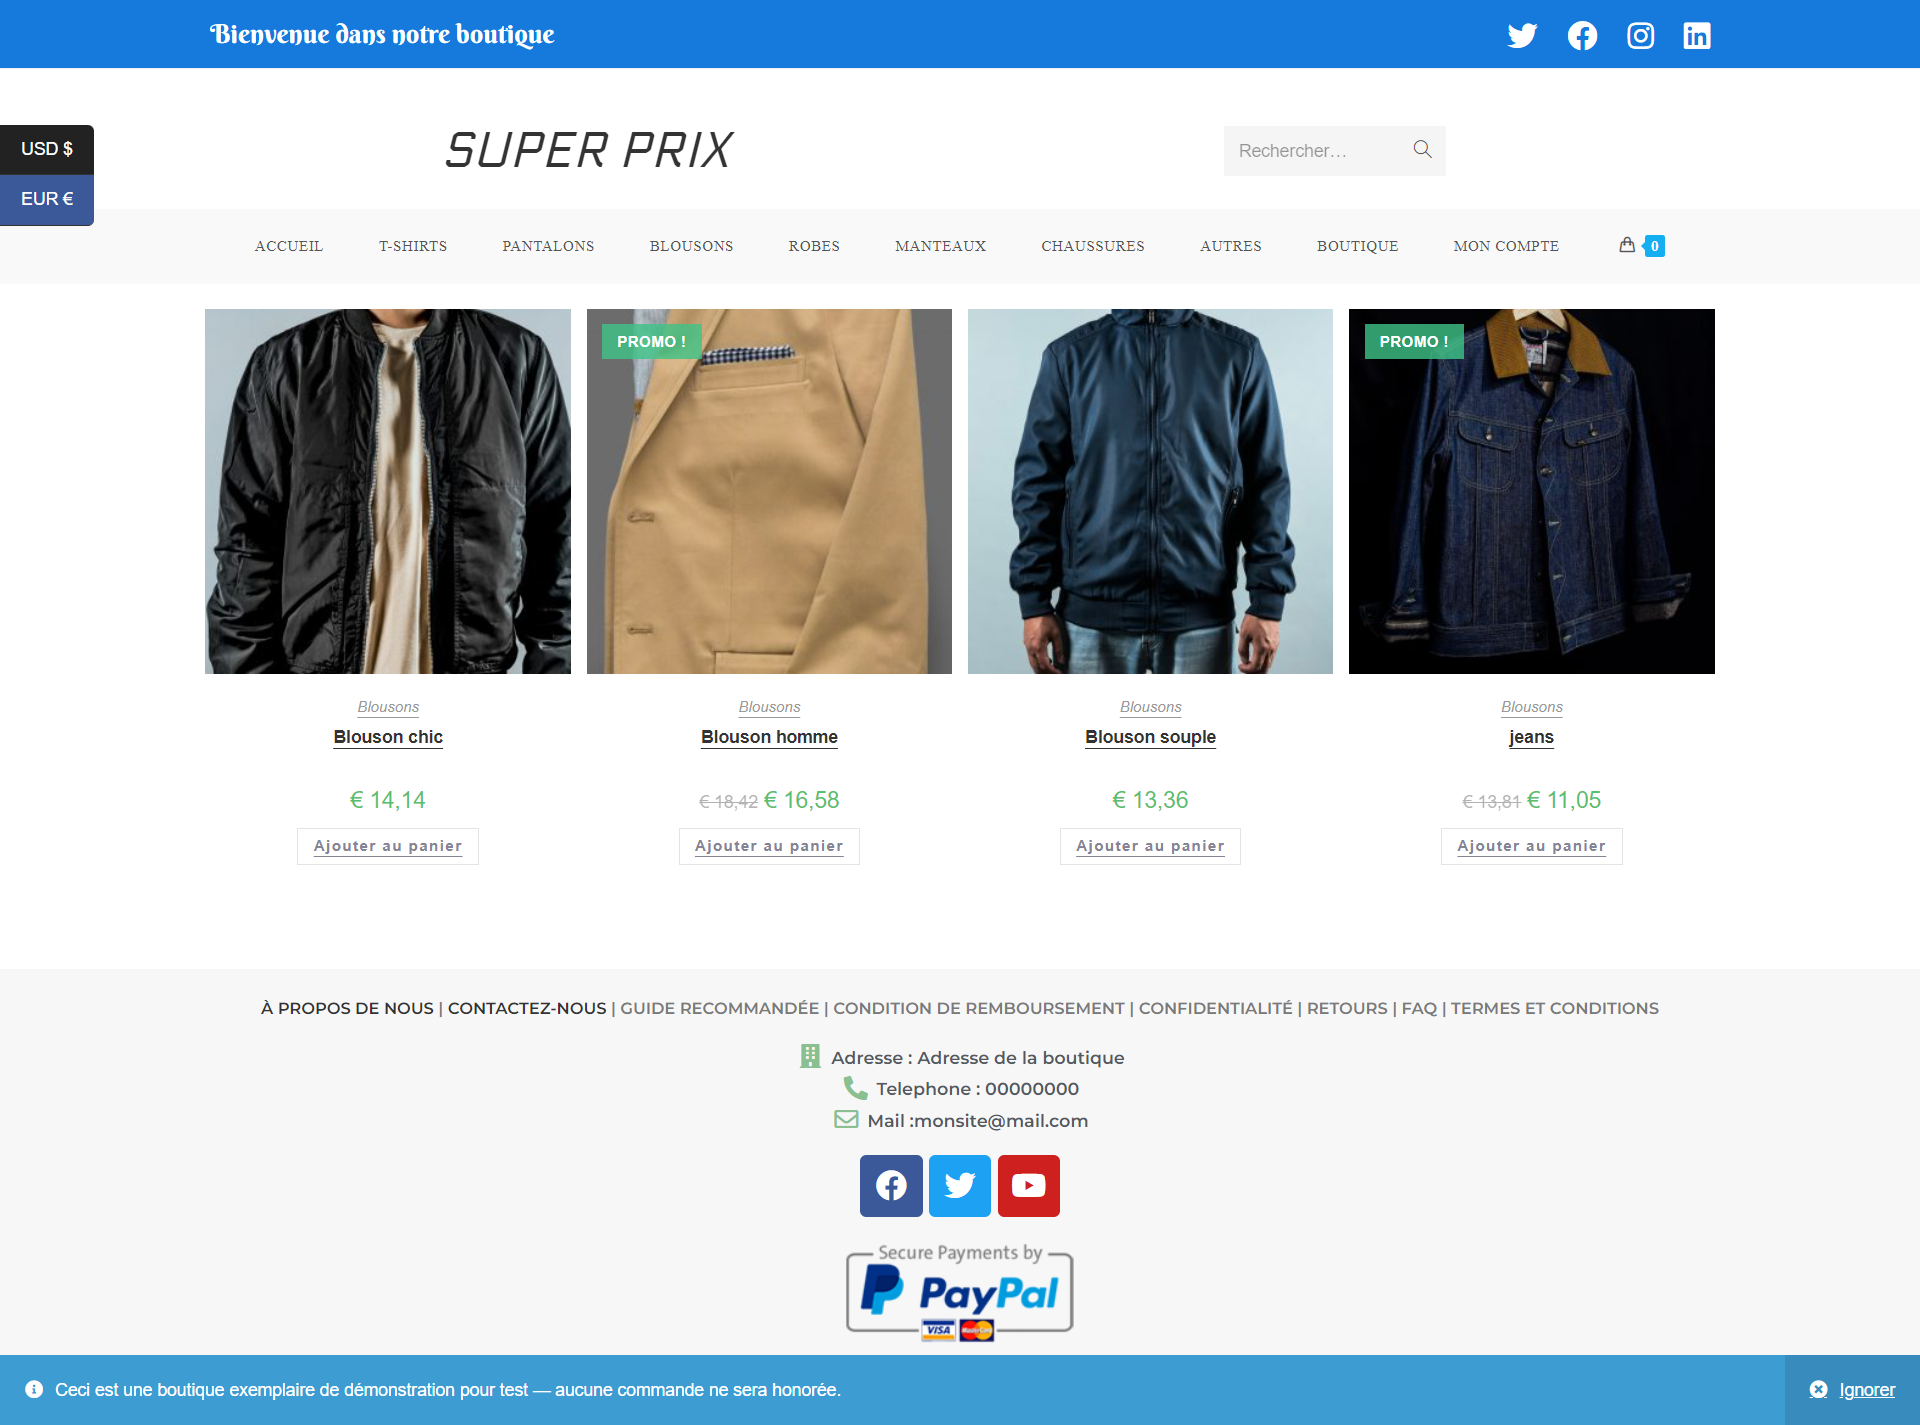 Bienvenue dans notre boutique
USD $
EUR €
SUPER PRIX
Rechercher...
ACCUEIL T-SHIRTS PANTALONS BLOUSONS ROBES MANTEAUX CHAUSSURES AUTRES BOUTIQUE MON COMPTE 0
PROMO ! PROMO !
Blousons Blousons Blousons Blousons
Blouson chic Blouson homme Blouson souple jeans
€ 14,14 € 18,42 € 16,58 € 13,36 € 13,81 € 11,05
Ajouter au panier Ajouter au panier Ajouter au panier Ajouter au panier
À PROPOS DE NOUS | CONTACTEZ-NOUS | GUIDE RECOMMANDÉE | CONDITION DE REMBOURSEMENT | CONFIDENTIALITÉ | RETOURS | FAQ | TERMES ET CONDITIONS
Adresse : Adresse de la boutique
Telephone : 00000000
Mail :monsite@mail.com
Secure Payments by
PayPal
VISA MasterCard
Ceci est une boutique exemplaire de démonstration pour test — aucune commande ne sera honorée. Ignorer